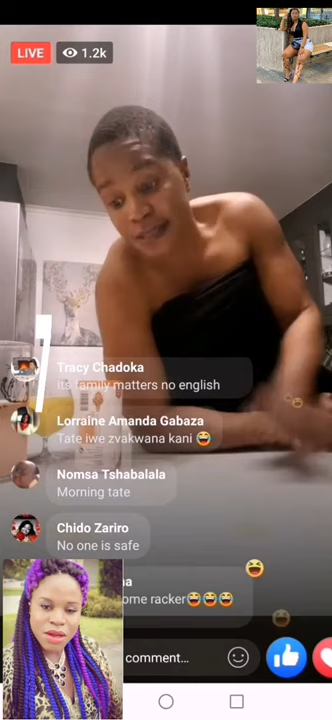 LIVE 1.2k
Tracy Chadoka
its family matters no english
Lorraine Amanda Gabaza
Tate iwe zvakwana kani 😂
Nomsa Tshabalala
Morning tate
Chido Zariro
No one is safe
racker😂😂😂
comment...